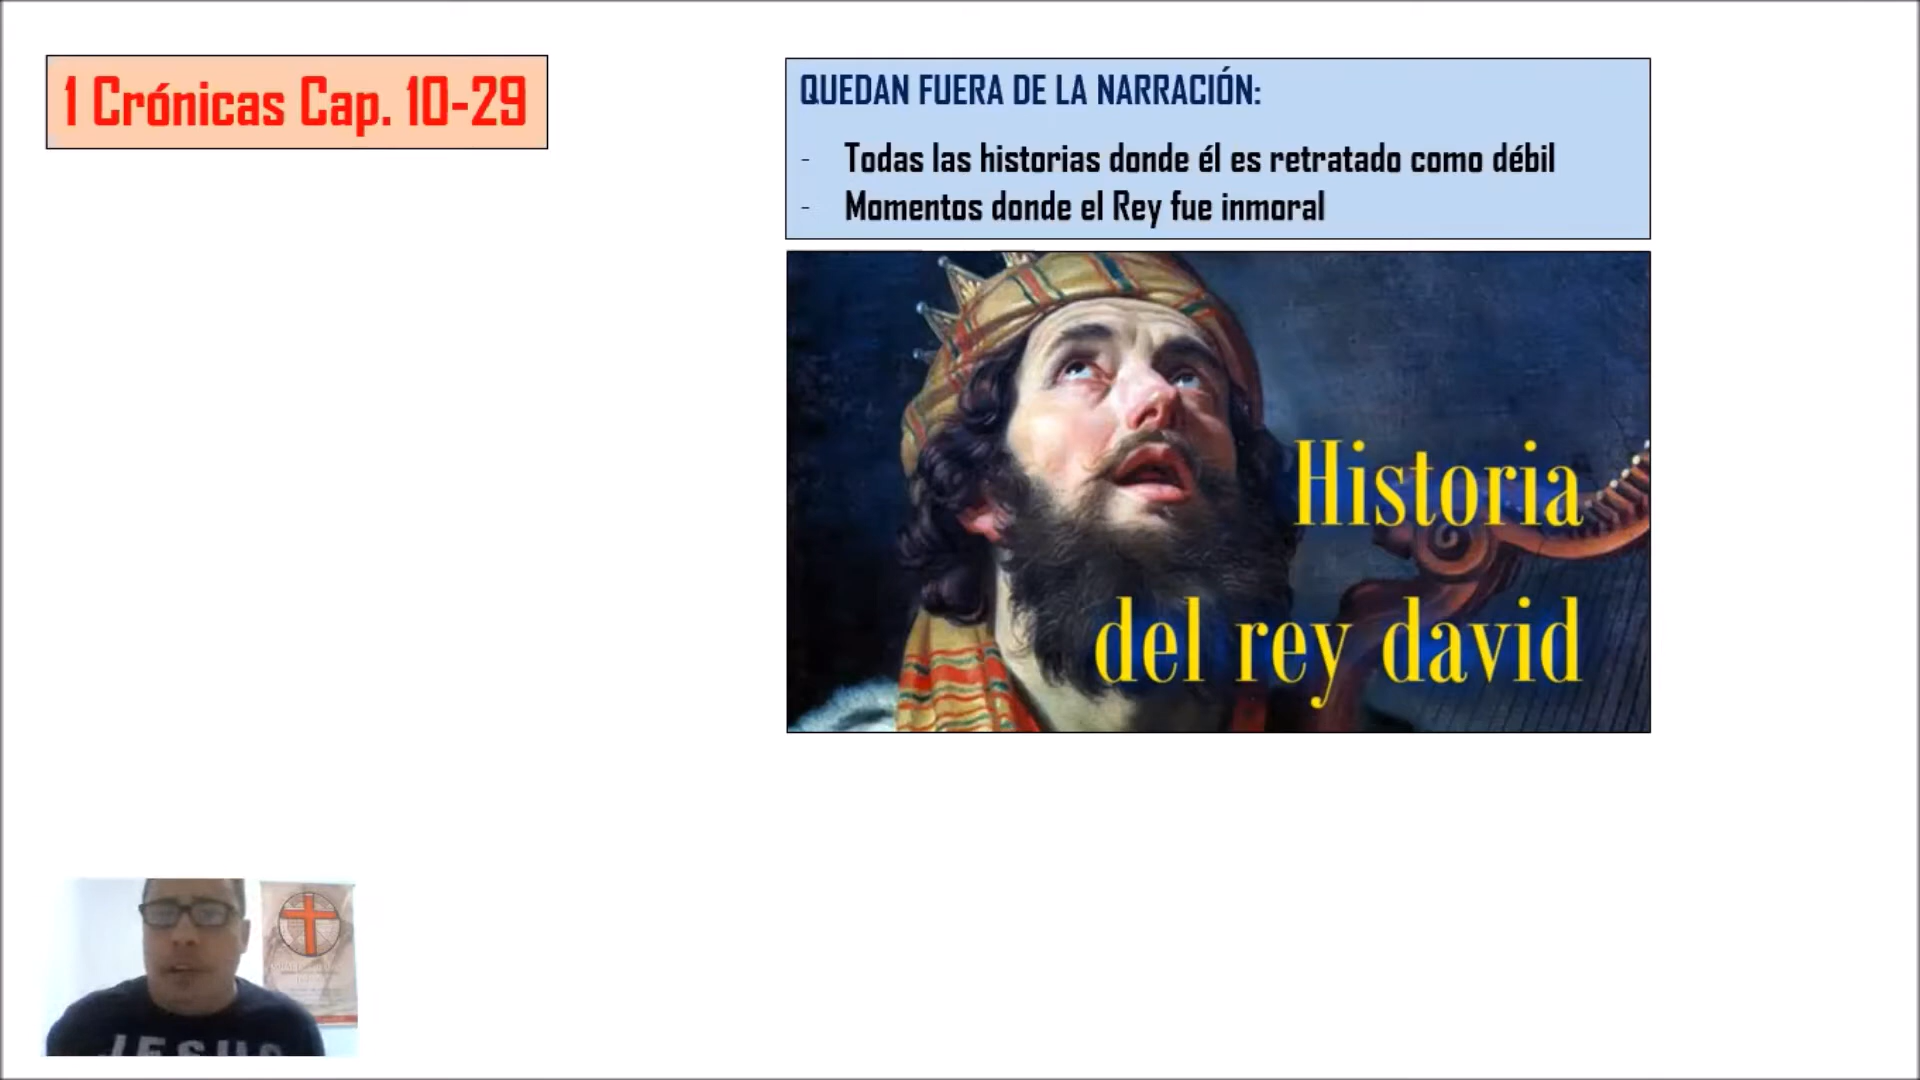 1 Crónicas Cap. 10-29
QUEDAN FUERA DE LA NARRACIÓN:
- Todas las historias donde él es retratado como débil
- Momentos donde el Rey fue inmoral
Historia
del rey david
JESUS